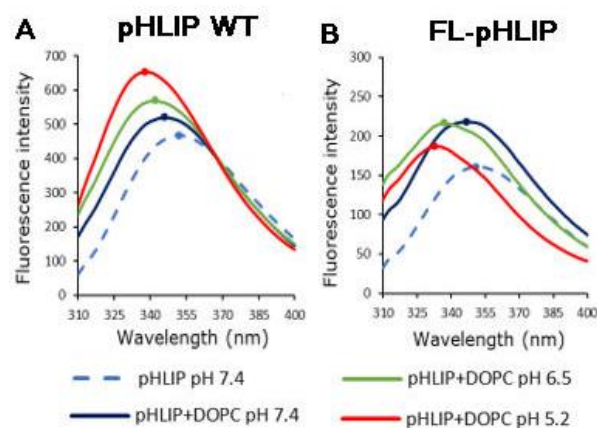 A pHLIP WT B FL-pHLIP
Fluorescence intensity
700
600
500
400
300
200
100
0
310 325 340 355 370 385 400
Wavelength (nm)
Fluorescence intensity
300
250
200
150
100
50
0
310 325 340 355 370 385 400
Wavelength (nm)
pHLIP pH 7.4
pHLIP+DOPC pH 6.5
pHLIP+DOPC pH 7.4
pHLIP+DOPC pH 5.2